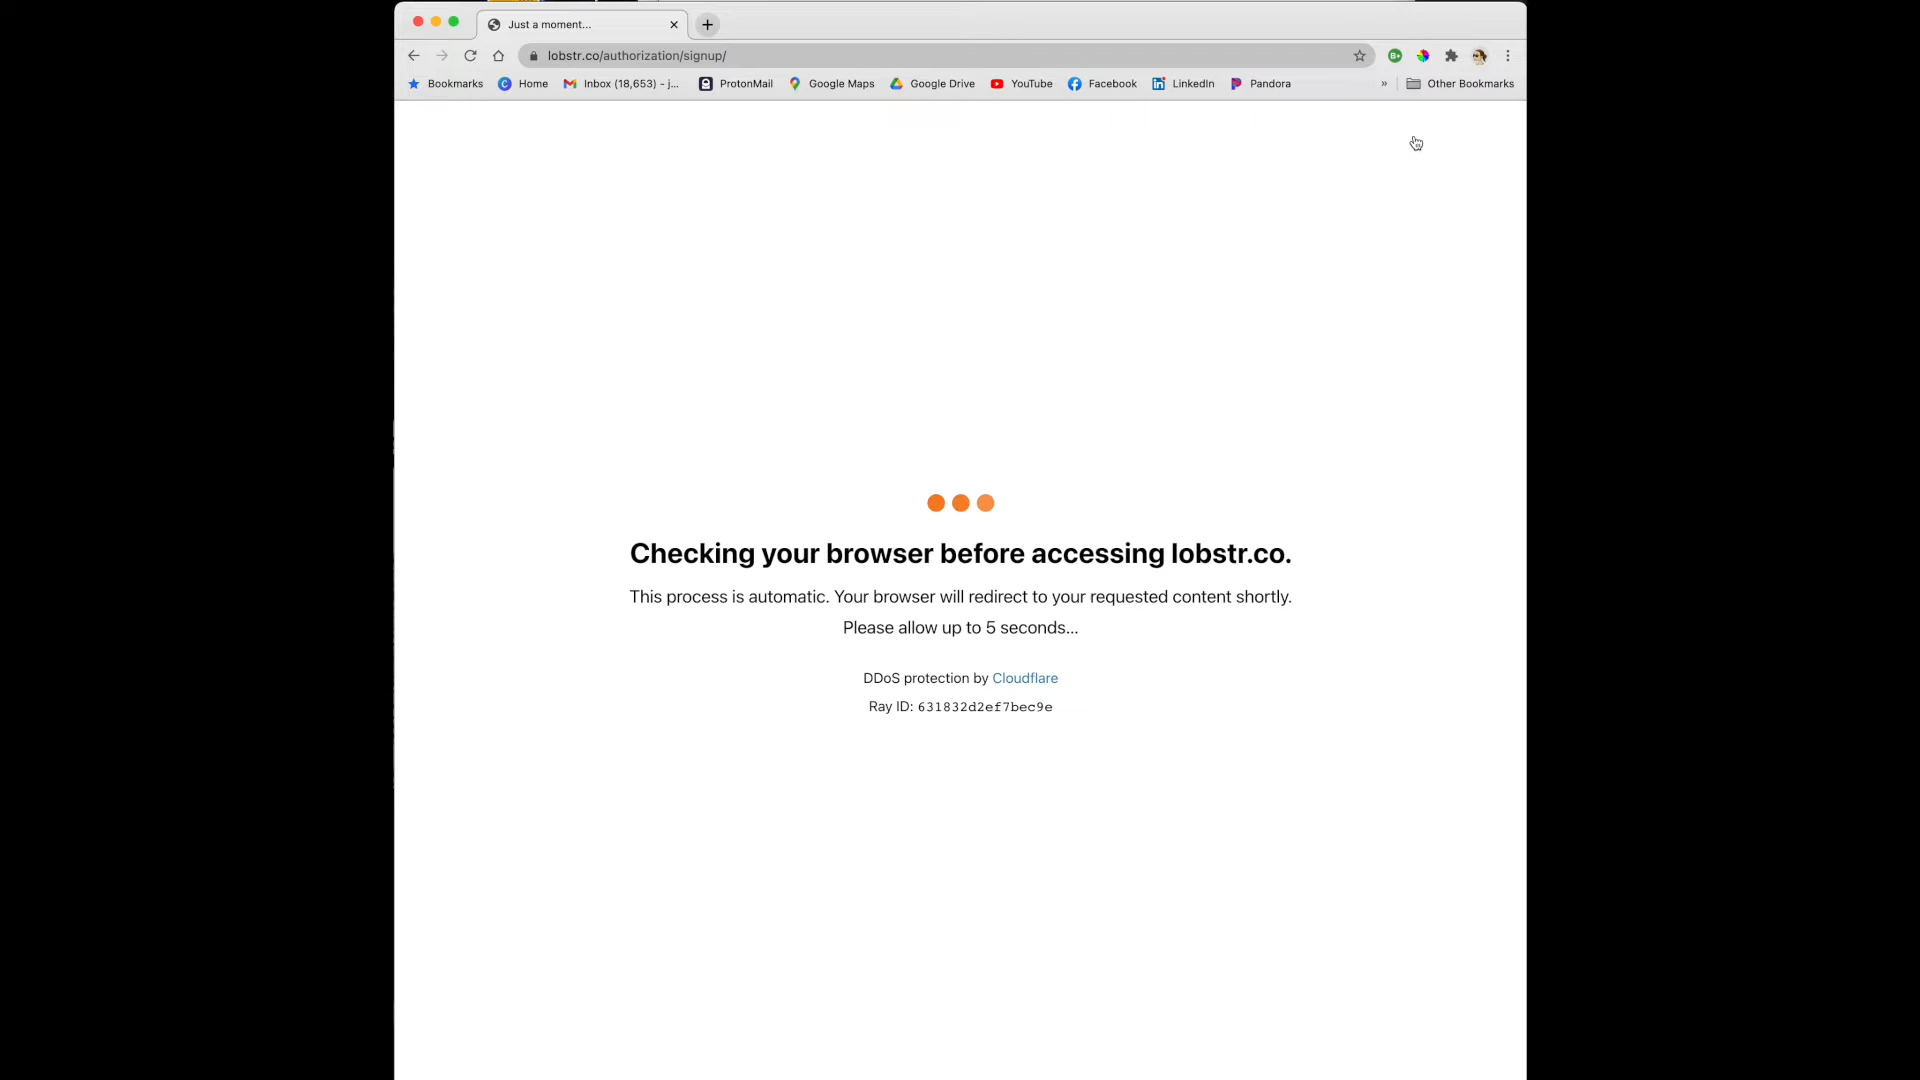 Just a moment...
lobstr.co/authorization/signup/
Bookmarks Home Inbox (18,653) - j... ProtonMail Google Maps Google Drive YouTube Facebook LinkedIn Pandora » Other Bookmarks
Checking your browser before accessing lobstr.co.
This process is automatic. Your browser will redirect to your requested content shortly.
Please allow up to 5 seconds...
DDoS protection by Cloudflare
Ray ID: 631832d2ef7bec9e